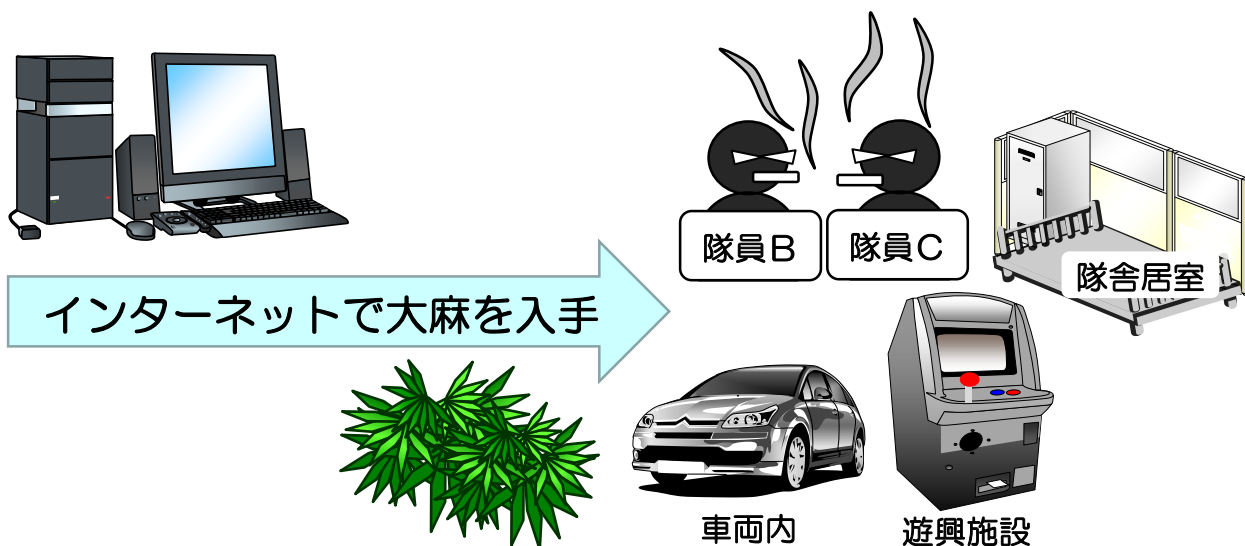 隊員B
隊員C
隊舎居室
インターネットで大麻を入手
車両内
遊興施設